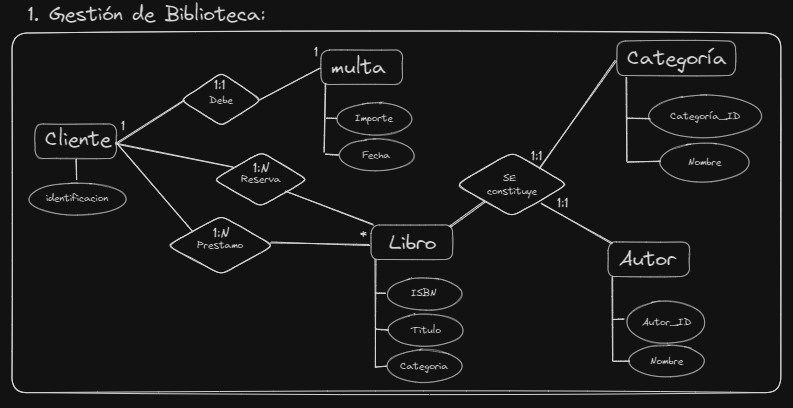 1. Gestión de Biblioteca:
1
multa
1:1
Debe
Importe
Fecha
Cliente
1
identificacion
1:N
Reserva
1:N
Prestamo
*
Libro
ISBN
Titulo
Categoria
SE
constituye
1:1
1:1
Categoría
Categoría_ID
Nombre
Autor
Autor_ID
Nombre